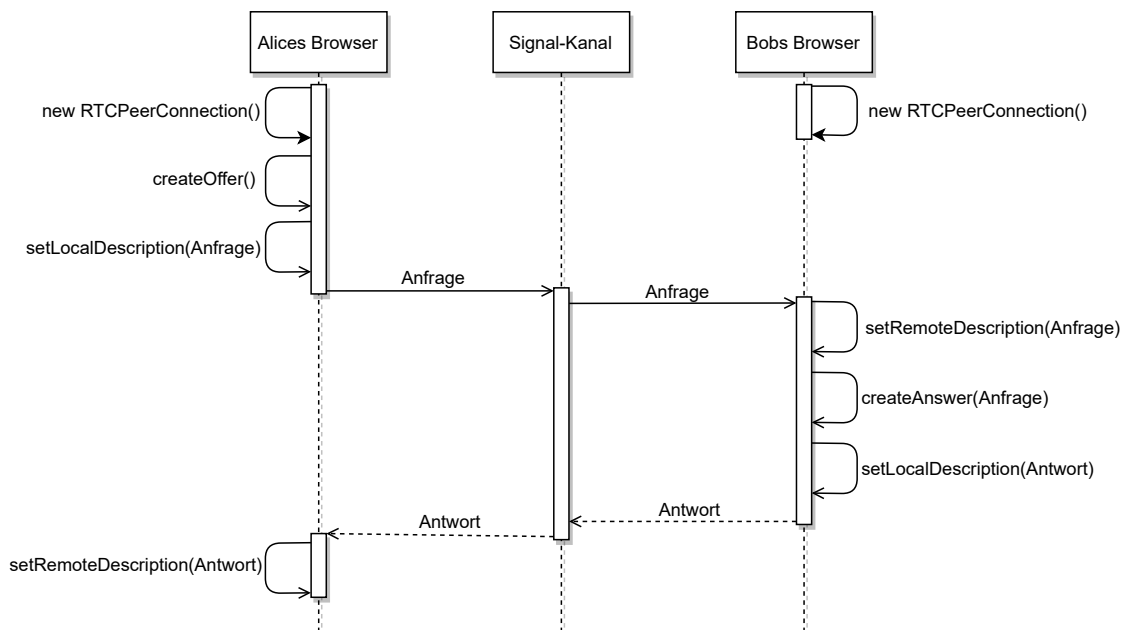 Alices Browser
Signal-Kanal
Bobs Browser
new RTCPeerConnection()
new RTCPeerConnection()
createOffer()
setLocalDescription(Anfrage)
Anfrage
Anfrage
setRemoteDescription(Anfrage)
createAnswer(Anfrage)
setLocalDescription(Antwort)
Antwort
Antwort
setRemoteDescription(Antwort)